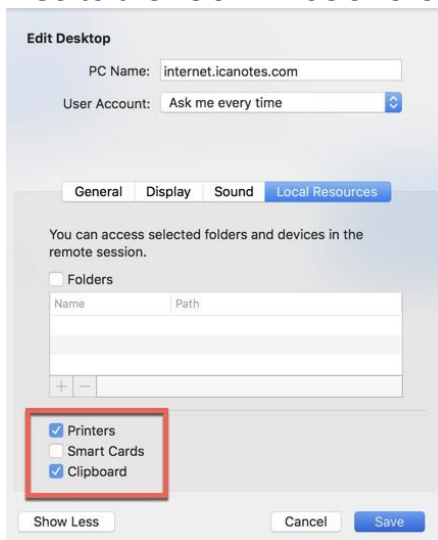 Edit Desktop
PC Name: internet.icanotes.com
User Account: Ask me every time
General Display Sound Local Resources
You can access selected folders and devices in the
remote session.
Folders
Name Path
+ −
Printers
Smart Cards
Clipboard
Show Less Cancel Save